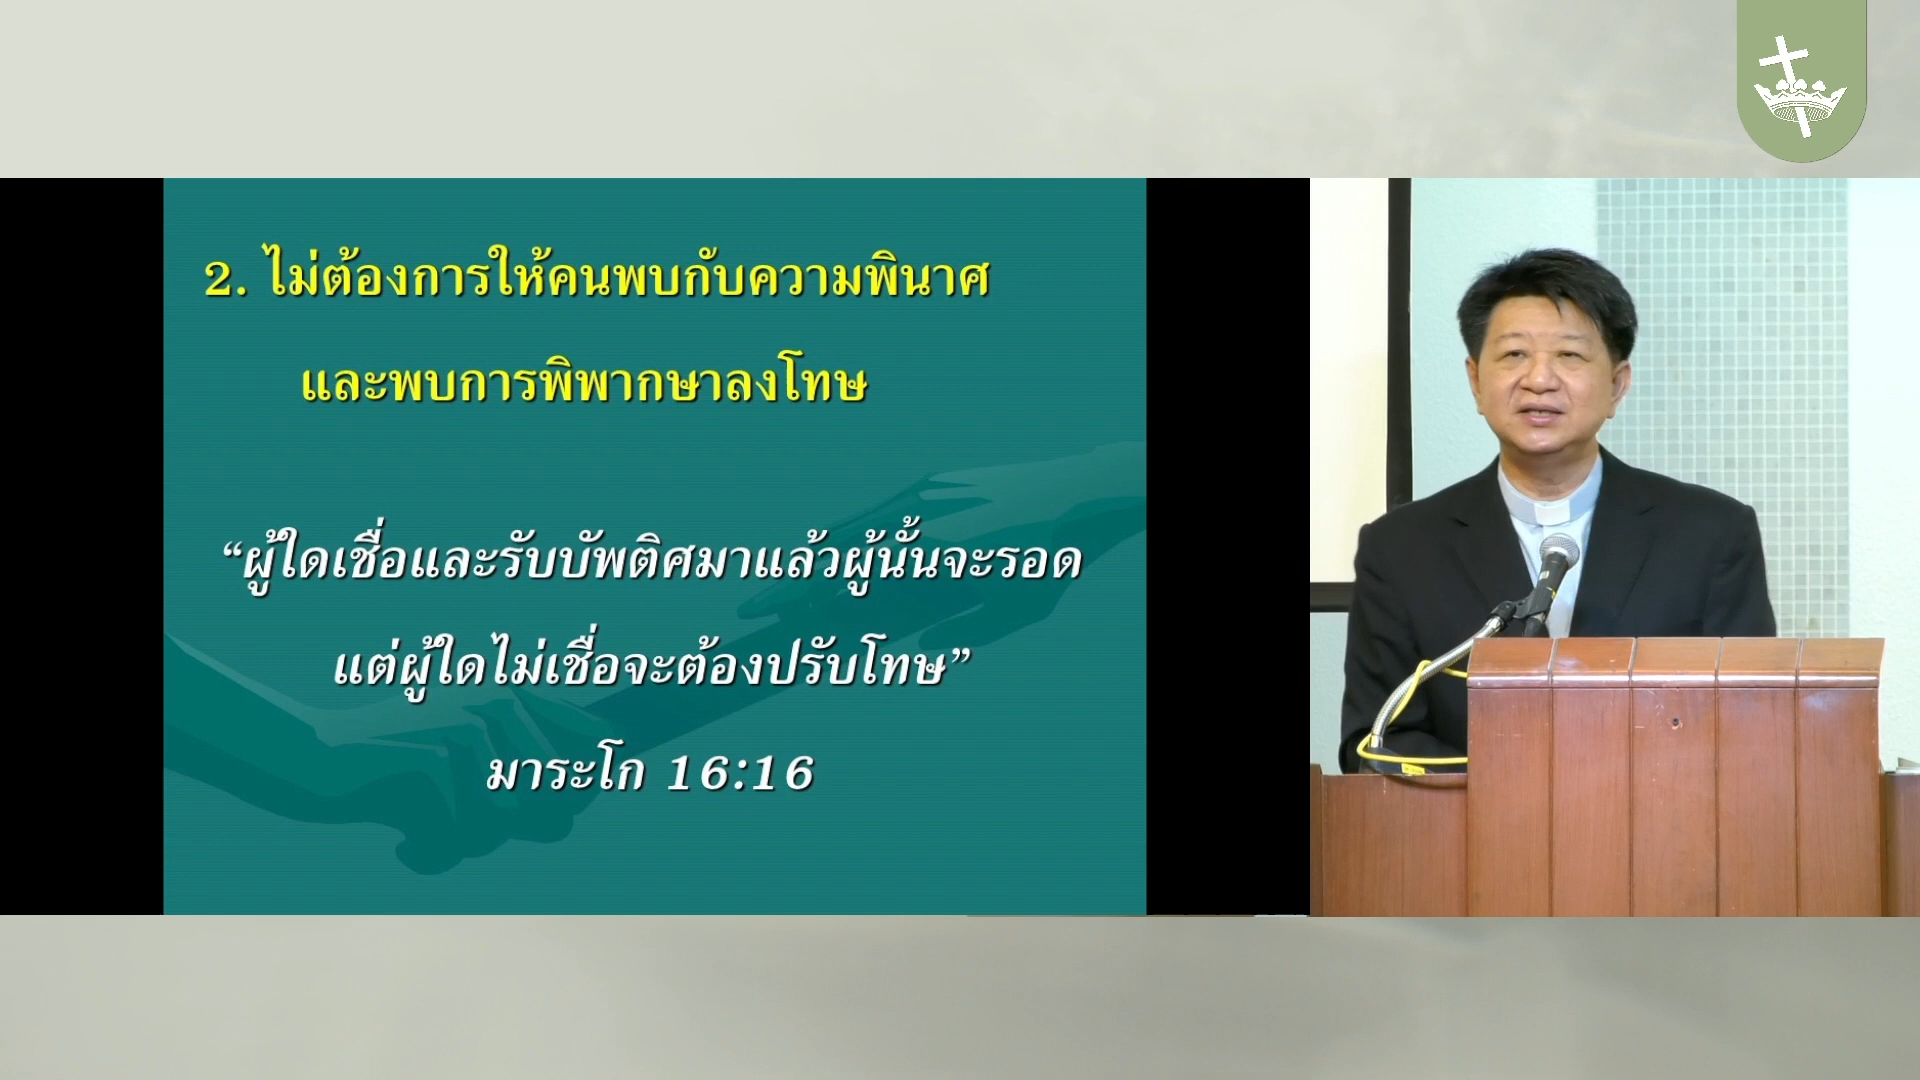 2. ไม่ต้องการให้คนพบกับความพินาศ
และพบการพิพากษาลงโทษ
“ผู้ใดเชื่อและรับบัพติศมาแล้วผู้นั้นจะรอด
แต่ผู้ใดไม่เชื่อจะต้องปรับโทษ”
มาระโก 16:16